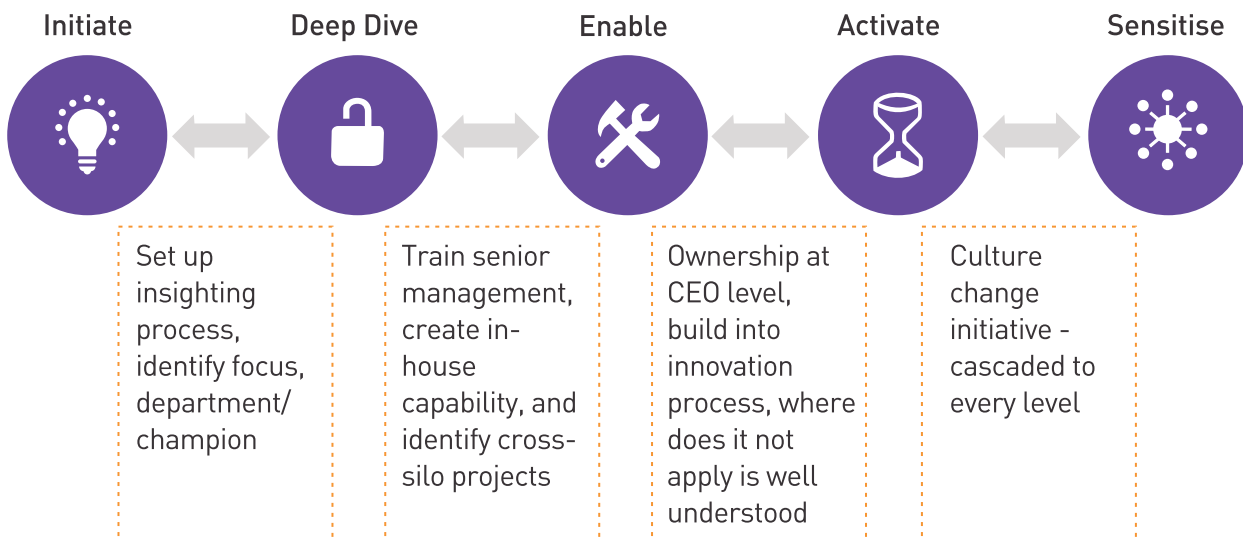 Initiate
Deep Dive
Enable
Activate
Sensitise
Set up
insighting
process,
identify focus,
department/
champion
Train senior
management,
create in-
house
capability, and
identify cross-
silo projects
Ownership at
CEO level,
build into
innovation
process, where
does it not
apply is well
understood
Culture
change
initiative -
cascaded to
every level